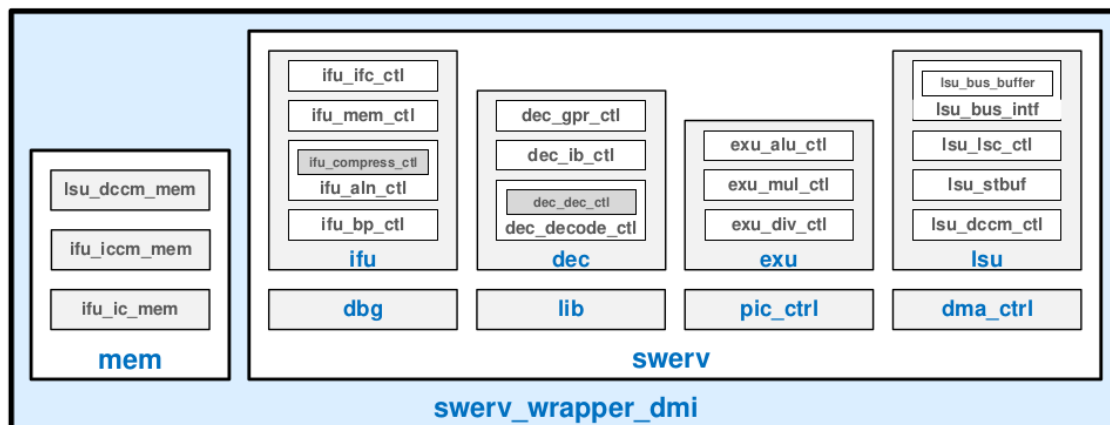 lsu_dccm_mem
ifu_iccm_mem
ifu_ic_mem
mem
ifu_ifc_ctl
ifu_mem_ctl
ifu_compress_ctl
ifu_aln_ctl
ifu_bp_ctl
ifu
dec_gpr_ctl
dec_ib_ctl
dec_dec_ctl
dec_decode_ctl
dec
exu_alu_ctl
exu_mul_ctl
exu_div_ctl
exu
lsu_bus_buffer
lsu_bus_intf
lsu_lsc_ctl
lsu_stbuf
lsu_dccm_ctl
lsu
dbg
lib
pic_ctrl
dma_ctrl
swerv
swerv_wrapper_dmi